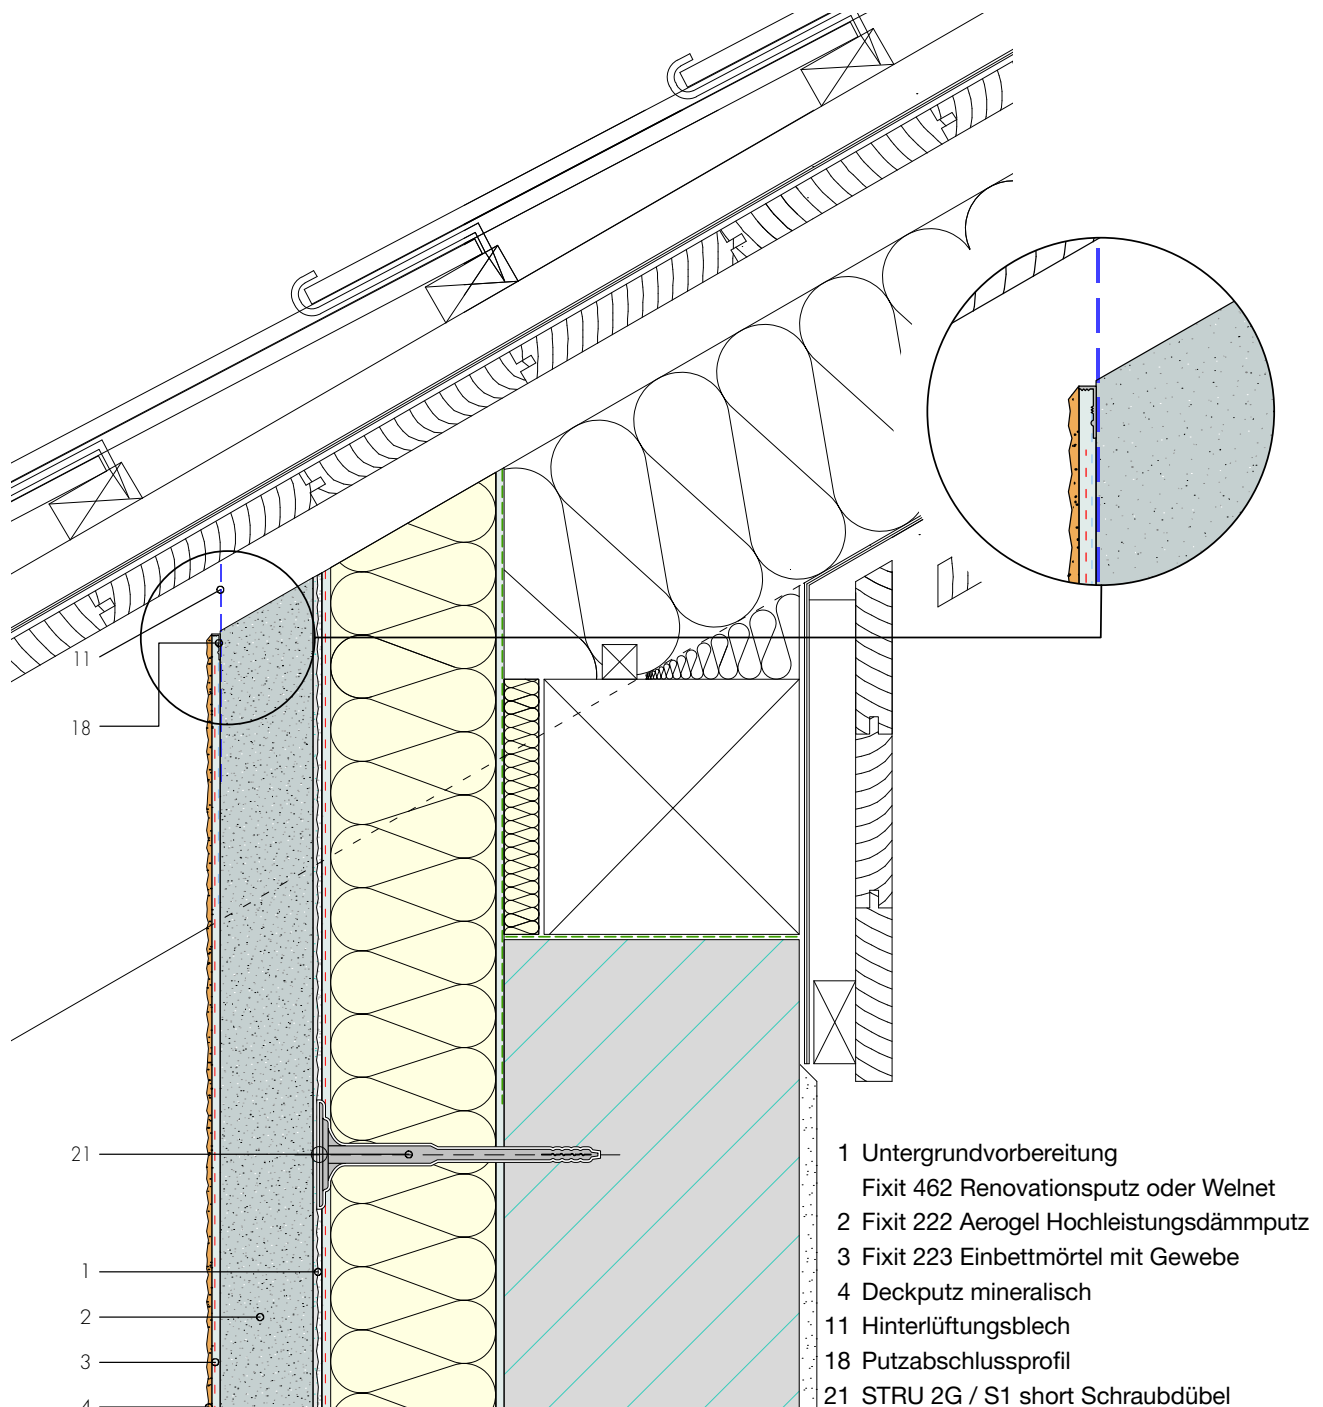 11
18
21
1
2
3
4
1 Untergrundvorbereitung
Fixit 462 Renovationsputz oder Welnet
2 Fixit 222 Aerogel Hochleistungsdämmputz
3 Fixit 223 Einbettmörtel mit Gewebe
4 Deckputz mineralisch
11 Hinterlüftungsblech
18 Putzabschlussprofil
21 STRU 2G / S1 short Schraubdübel